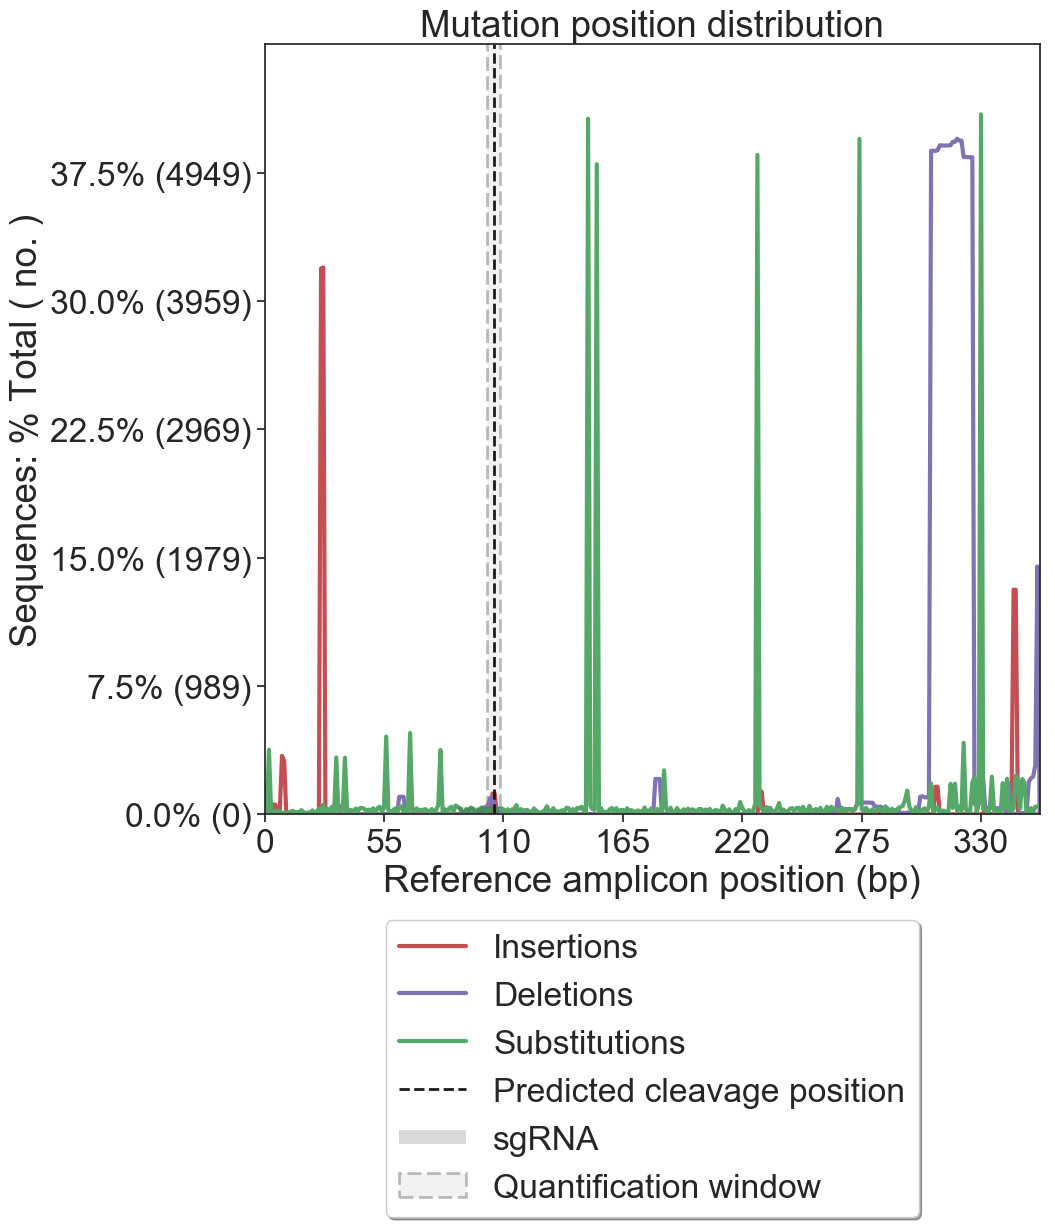 Mutation position distribution
Sequences: % Total ( no. )
37.5% (4949)
30.0% (3959)
22.5% (2969)
15.0% (1979)
7.5% (989)
0.0% (0)
0 55 110 165 220 275 330
Reference amplicon position (bp)
Insertions
Deletions
Substitutions
Predicted cleavage position
sgRNA
Quantification window